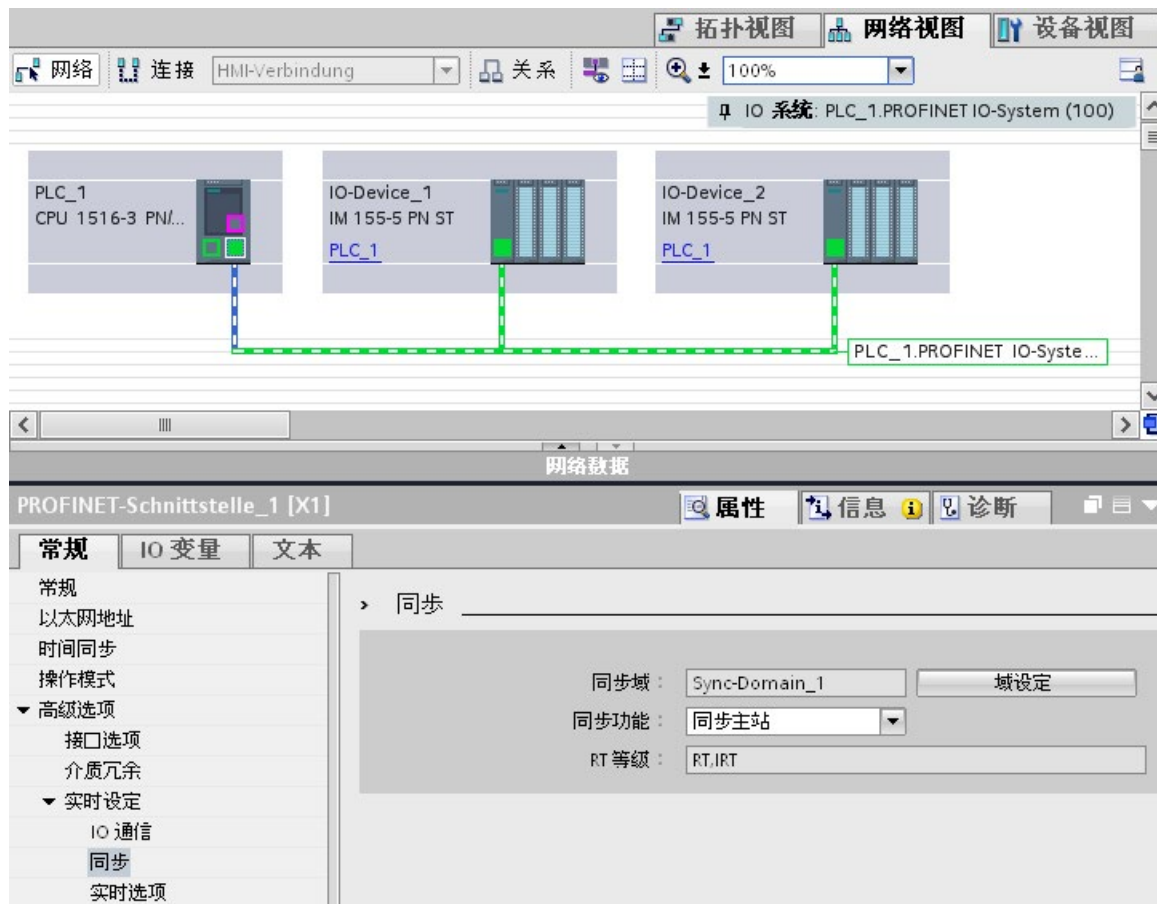 拓扑视图 网络视图 设备视图
网络 连接 HMI-Verbindung 关系 100%
IO 系统: PLC_1.PROFINET IO-System (100)
PLC_1
CPU 1516-3 PN/...
IO-Device_1
IM 155-5 PN ST
PLC_1
IO-Device_2
IM 155-5 PN ST
PLC_1
PLC_1.PROFINET IO-Syste...
网络数据
PROFINET-Schnittstelle_1 [X1] 属性 信息 诊断
常规 IO 变量 文本
常规
以太网地址
时间同步
操作模式
高级选项
接口选项
介质冗余
实时设定
IO 通信
同步
实时选项
同步
同步域： Sync-Domain_1 域设定
同步功能： 同步主站
RT 等级： RT,IRT